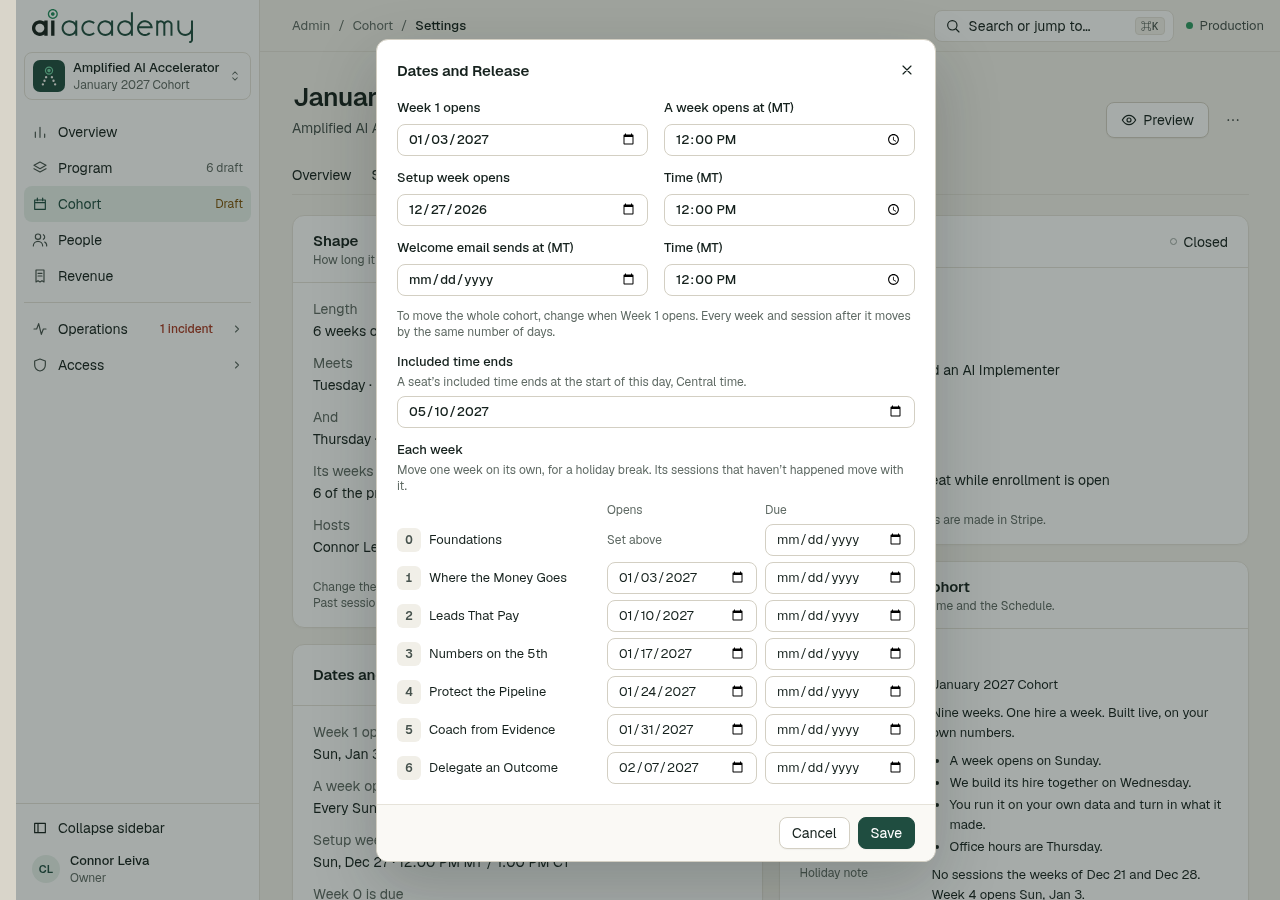 ai academy
Amplified AI Accelerator
January 2027 Cohort
Overview
Program
6 draft
Cohort
Draft
People
Revenue
Operations
1 incident
Access
Collapse sidebar
CL
Connor Leiva
Owner
Admin / Cohort / Settings
Search or jump to…
⌘K
Production
Amplified AI
Preview
Overview
Shape
How long it
Length
6 weeks
Meets
Tuesday ·
And
Thursday
Its weeks
6 of the
Hosts
Connor
Change the
Past
Dates
Week 1
Sun, Jan 3
A week
Every Sun
Setup
Sun, Dec 27 · 12:00 PM MT / 1:00 PM CT
Week 0 is due
Dates and Release
Week 1 opens
A week opens at (MT)
01/03/2027
12:00 PM
Setup week opens
Time (MT)
12/27/2026
12:00 PM
Welcome email sends at (MT)
Time (MT)
mm/dd/yyyy
12:00 PM
To move the whole cohort, change when Week 1 opens. Every week and session after it moves
by the same number of days.
Included time ends
A seat’s included time ends at the start of this day, Central time.
05/10/2027
Each week
Move one week on its own, for a holiday break. Its sessions that haven’t happened move with
it.
Opens
Due
0 Foundations Set above mm/dd/yyyy
1 Where the Money Goes 01/03/2027 mm/dd/yyyy
2 Leads That Pay 01/10/2027 mm/dd/yyyy
3 Numbers on the 5th 01/17/2027 mm/dd/yyyy
4 Protect the Pipeline 01/24/2027 mm/dd/yyyy
5 Coach from Evidence 01/31/2027 mm/dd/yyyy
6 Delegate an Outcome 02/07/2027 mm/dd/yyyy
Cancel
Save
Closed
an AI Implementer
while enrollment is open
are made in Stripe.
and the Schedule.
January 2027 Cohort
Nine weeks. One hire a week. Built live, on your
own numbers.
• A week opens on Sunday.
• We build its hire together on Wednesday.
• You run it on your own data and turn in what it
made.
• Office hours are Thursday.
Holiday note
No sessions the weeks of Dec 21 and Dec 28.
Week 4 opens Sun, Jan 3.